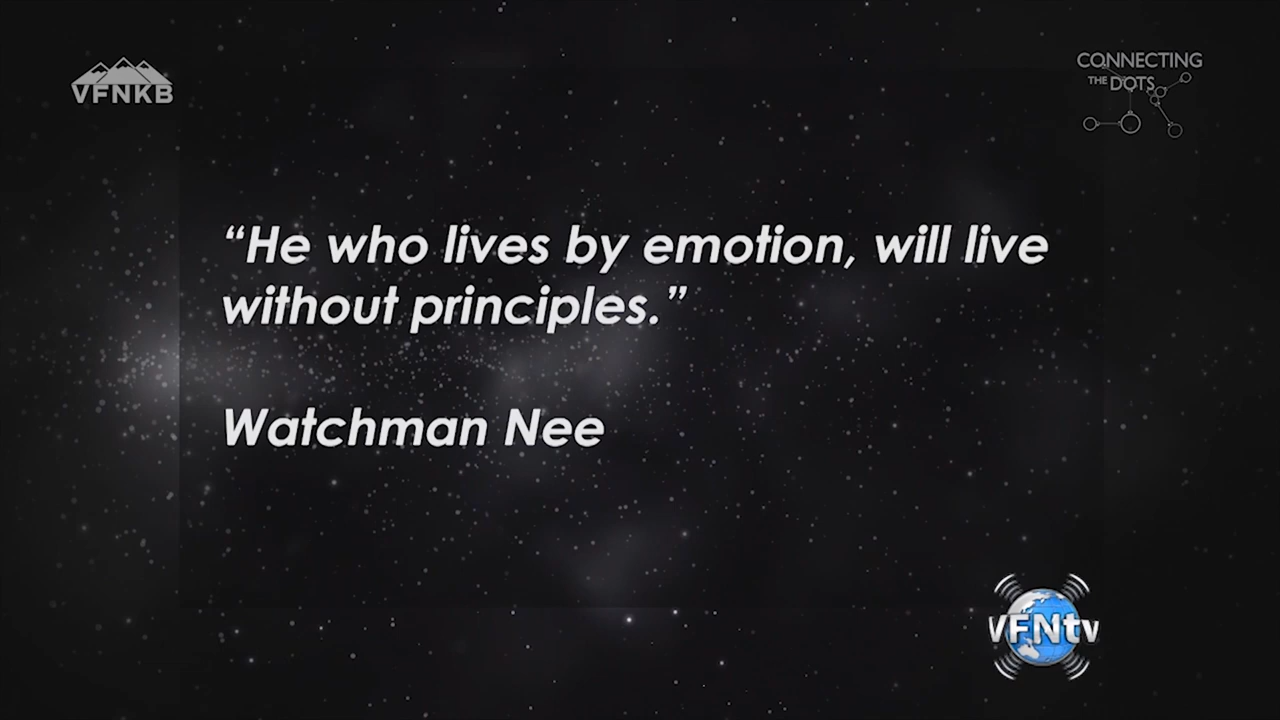 VFNKB
CONNECTING
THE DOTS
“He who lives by emotion, will live
without principles.”
Watchman Nee
VFNtv